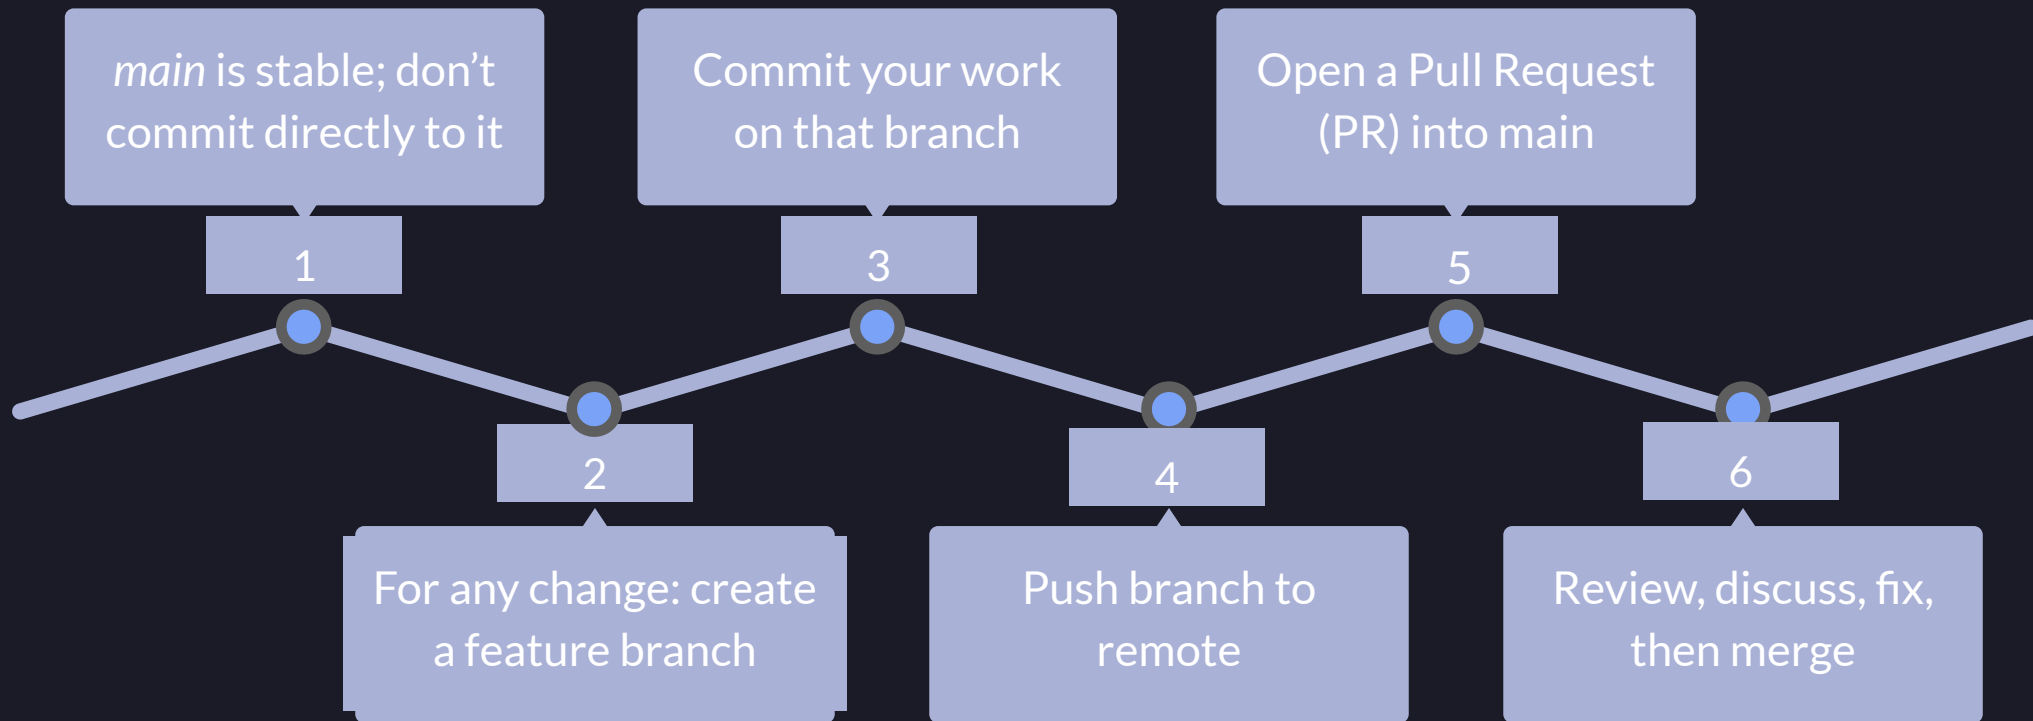 main is stable; don’t
commit directly to it
1
For any change: create
a feature branch
2
Commit your work
on that branch
3
Push branch to
remote
4
Open a Pull Request
(PR) into main
5
Review, discuss, fix,
then merge
6